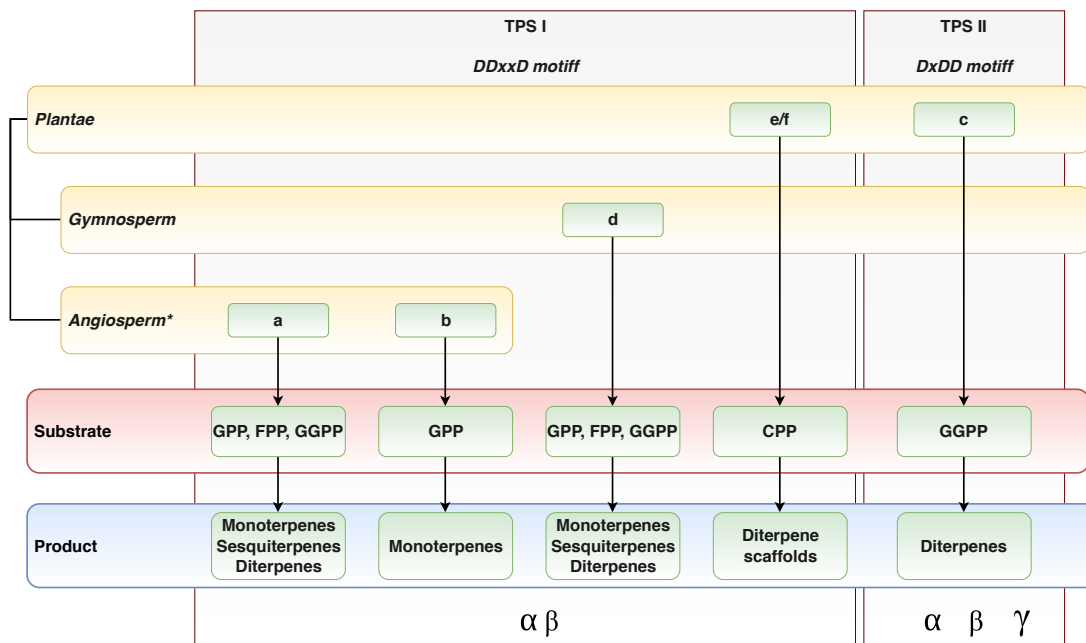 TPS I
TPS II
DDxxD motiff
DxDD motiff
Plantae
e/f
c
Gymnosperm
d
Angiosperm*
a
b
Substrate
GPP, FPP, GGPP
GPP
GPP, FPP, GGPP
CPP
GGPP
Product
Monoterpenes
Sesquiterpenes
Diterpenes
Monoterpenes
Monoterpenes
Sesquiterpenes
Diterpenes
Diterpene
scaffolds
Diterpenes
α β
α β γ